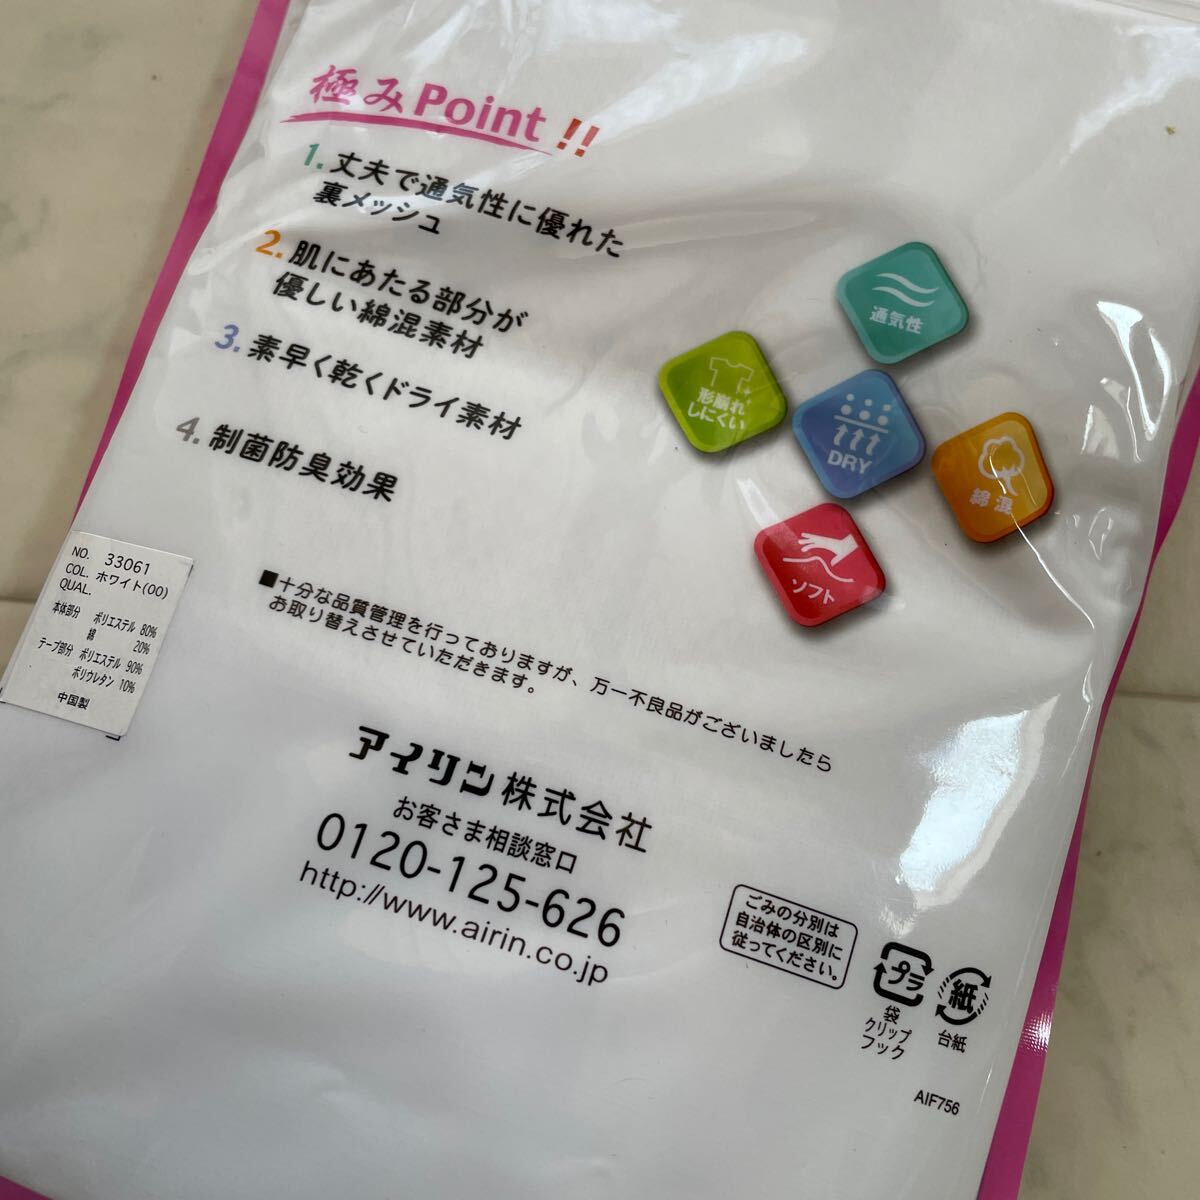 極みPoint!!
1. 丈夫で通気性に優れた
裏メッシュ
2. 肌にあたる部分が
優しい綿混素材
3. 素早く乾くドライ素材
4. 制菌防臭効果
通気性
形崩れ
しにくい
DRY
綿混
ソフト
NO. 33061
COL. ホワイト(00)
QUAL.
本体部分 ポリエステル 80%
綿 20%
テープ部分 ポリエステル 90%
ポリウレタン 10%
中国製
■十分な品質管理を行っておりますが、万一不良品がございましたら
お取り替えさせていただきます。
アイリン株式会社
お客さま相談窓口
0120-125-626
http://www.airin.co.jp
ごみの分別は
自治体の区別に
従ってください。
プラ
袋
クリップ
フック
紙
台紙
AIF756